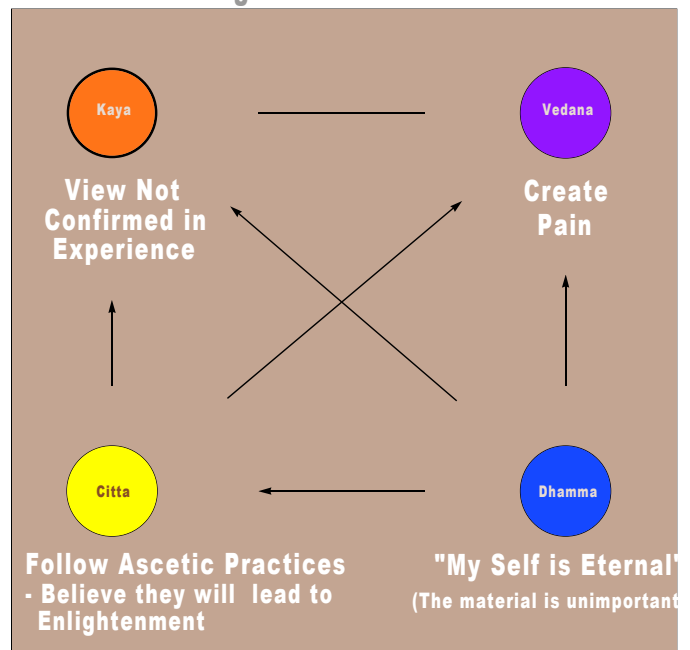 Kaya
Vedana
View Not
Confirmed in
Experience
Create
Pain
Citta
Dhamma
Follow Ascetic Practices
- Believe they will lead to
Enlightenment
"My Self is Eternal"
(The material is unimportant